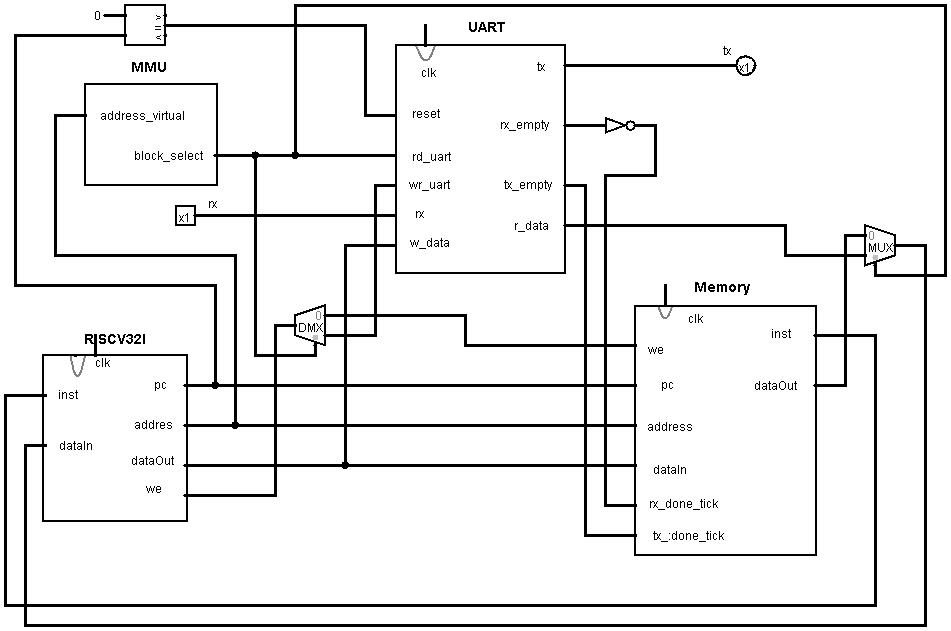 0
>
=
<
MMU
address_virtual
block_select
x1
rx
UART
clk
reset
rd_uart
wr_uart
rx
w_data
tx
rx_empty
tx_empty
r_data
tx
x1
0
MUX
0
DMX
RISCV32I
clk
inst
dataIn
pc
addres
dataOut
we
Memory
clk
we
pc
address
dataIn
rx_done_tick
tx_:done_tick
inst
dataOut